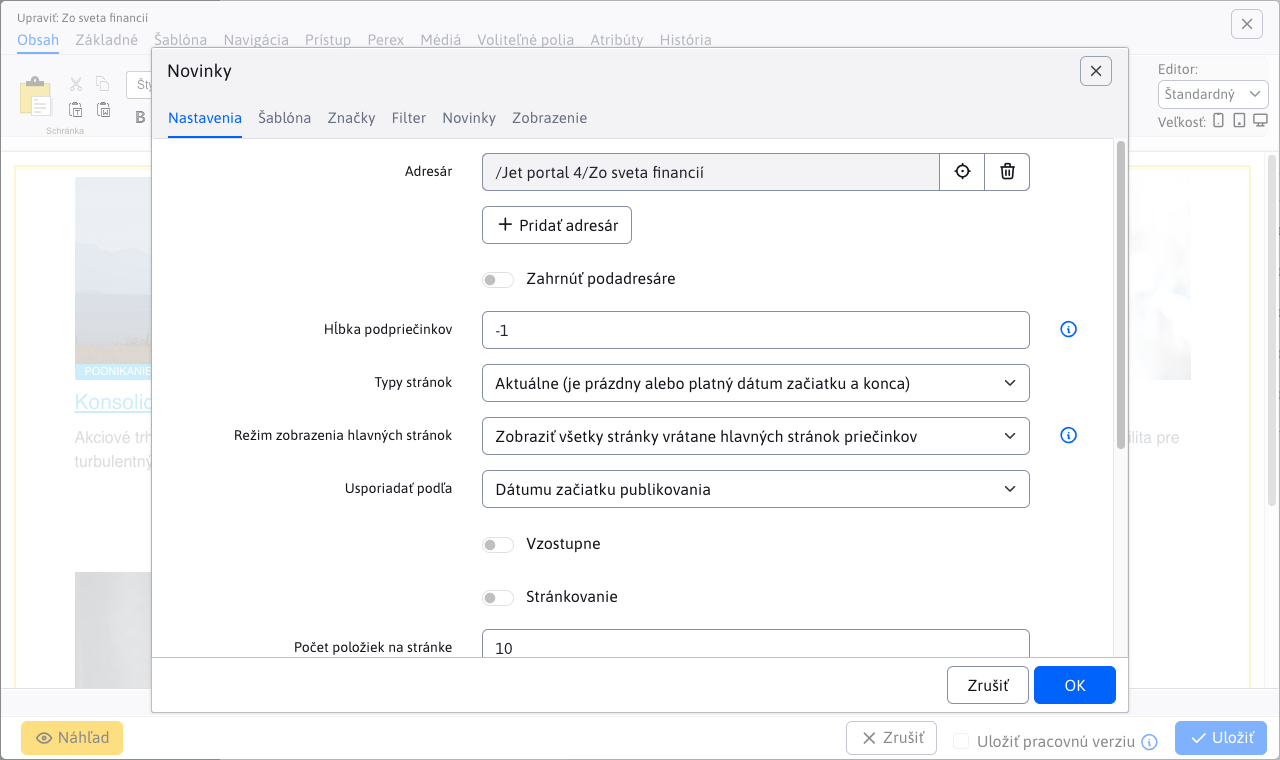 Upraviť: Zo sveta financií
Obsah Základné Šablóna Navigácia Prístup Perex Médiá Voliteľné polia Atribúty História
Editor:
Štandardný
Veľkosť:
Schránka
B
Novinky
Nastavenia Šablóna Značky Filter Novinky Zobrazenie
Adresár /Jet portal 4/Zo sveta financií
Pridať adresár
Zahrnúť podadresáre
Hĺbka podpriečinkov -1
Typy stránok Aktuálne (je prázdny alebo platný dátum začiatku a konca)
Režim zobrazenia hlavných stránok Zobraziť všetky stránky vrátane hlavných stránok priečinkov
Usporiadať podľa Dátumu začiatku publikovania
Vzostupne
Stránkovanie
Počet položiek na stránke 10
Zrušiť OK
PODNIKANIE
Akciové
turbulentný
pre
Náhľad Zrušiť Uložiť pracovnú verziu Uložiť